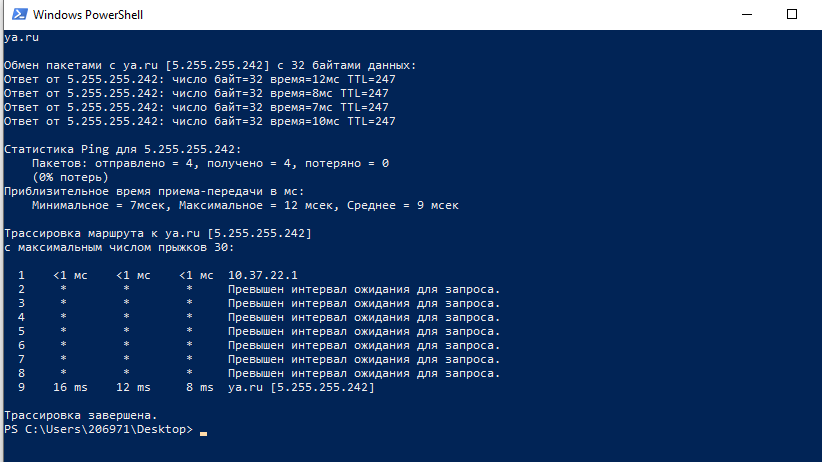 Windows PowerShell
ya.ru
Обмен пакетами с ya.ru [5.255.255.242] с 32 байтами данных:
Ответ от 5.255.255.242: число байт=32 время=12мс TTL=247
Ответ от 5.255.255.242: число байт=32 время=8мс TTL=247
Ответ от 5.255.255.242: число байт=32 время=7мс TTL=247
Ответ от 5.255.255.242: число байт=32 время=10мс TTL=247
Статистика Ping для 5.255.255.242:
    Пакетов: отправлено = 4, получено = 4, потеряно = 0
    (0% потерь)
Приблизительное время приема-передачи в мс:
    Минимальное = 7мсек, Максимальное = 12 мсек, Среднее = 9 мсек
Трассировка маршрута к ya.ru [5.255.255.242]
с максимальным числом прыжков 30:
  1    <1 мс    <1 мс    <1 мс  10.37.22.1
  2     *        *        *     Превышен интервал ожидания для запроса.
  3     *        *        *     Превышен интервал ожидания для запроса.
  4     *        *        *     Превышен интервал ожидания для запроса.
  5     *        *        *     Превышен интервал ожидания для запроса.
  6     *        *        *     Превышен интервал ожидания для запроса.
  7     *        *        *     Превышен интервал ожидания для запроса.
  8     *        *        *     Превышен интервал ожидания для запроса.
  9    16 ms    12 ms     8 ms  ya.ru [5.255.255.242]
Трассировка завершена.
PS C:\Users\206971\Desktop>